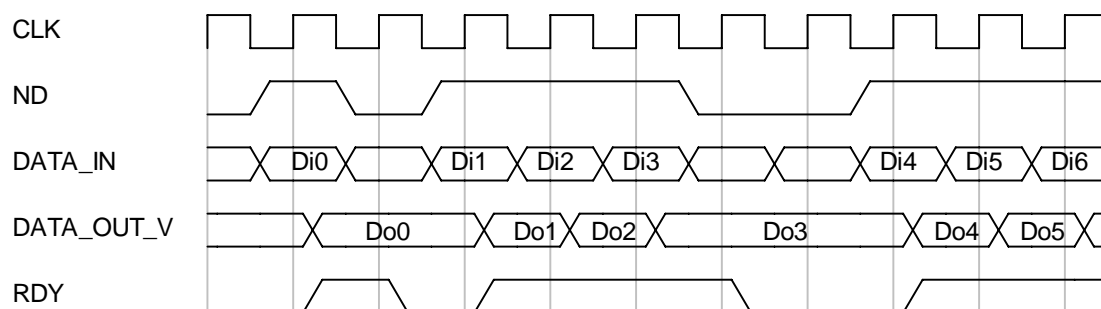 CLK
ND
DATA_IN Di0 Di1 Di2 Di3 Di4 Di5 Di6
DATA_OUT_V Do0 Do1 Do2 Do3 Do4 Do5
RDY